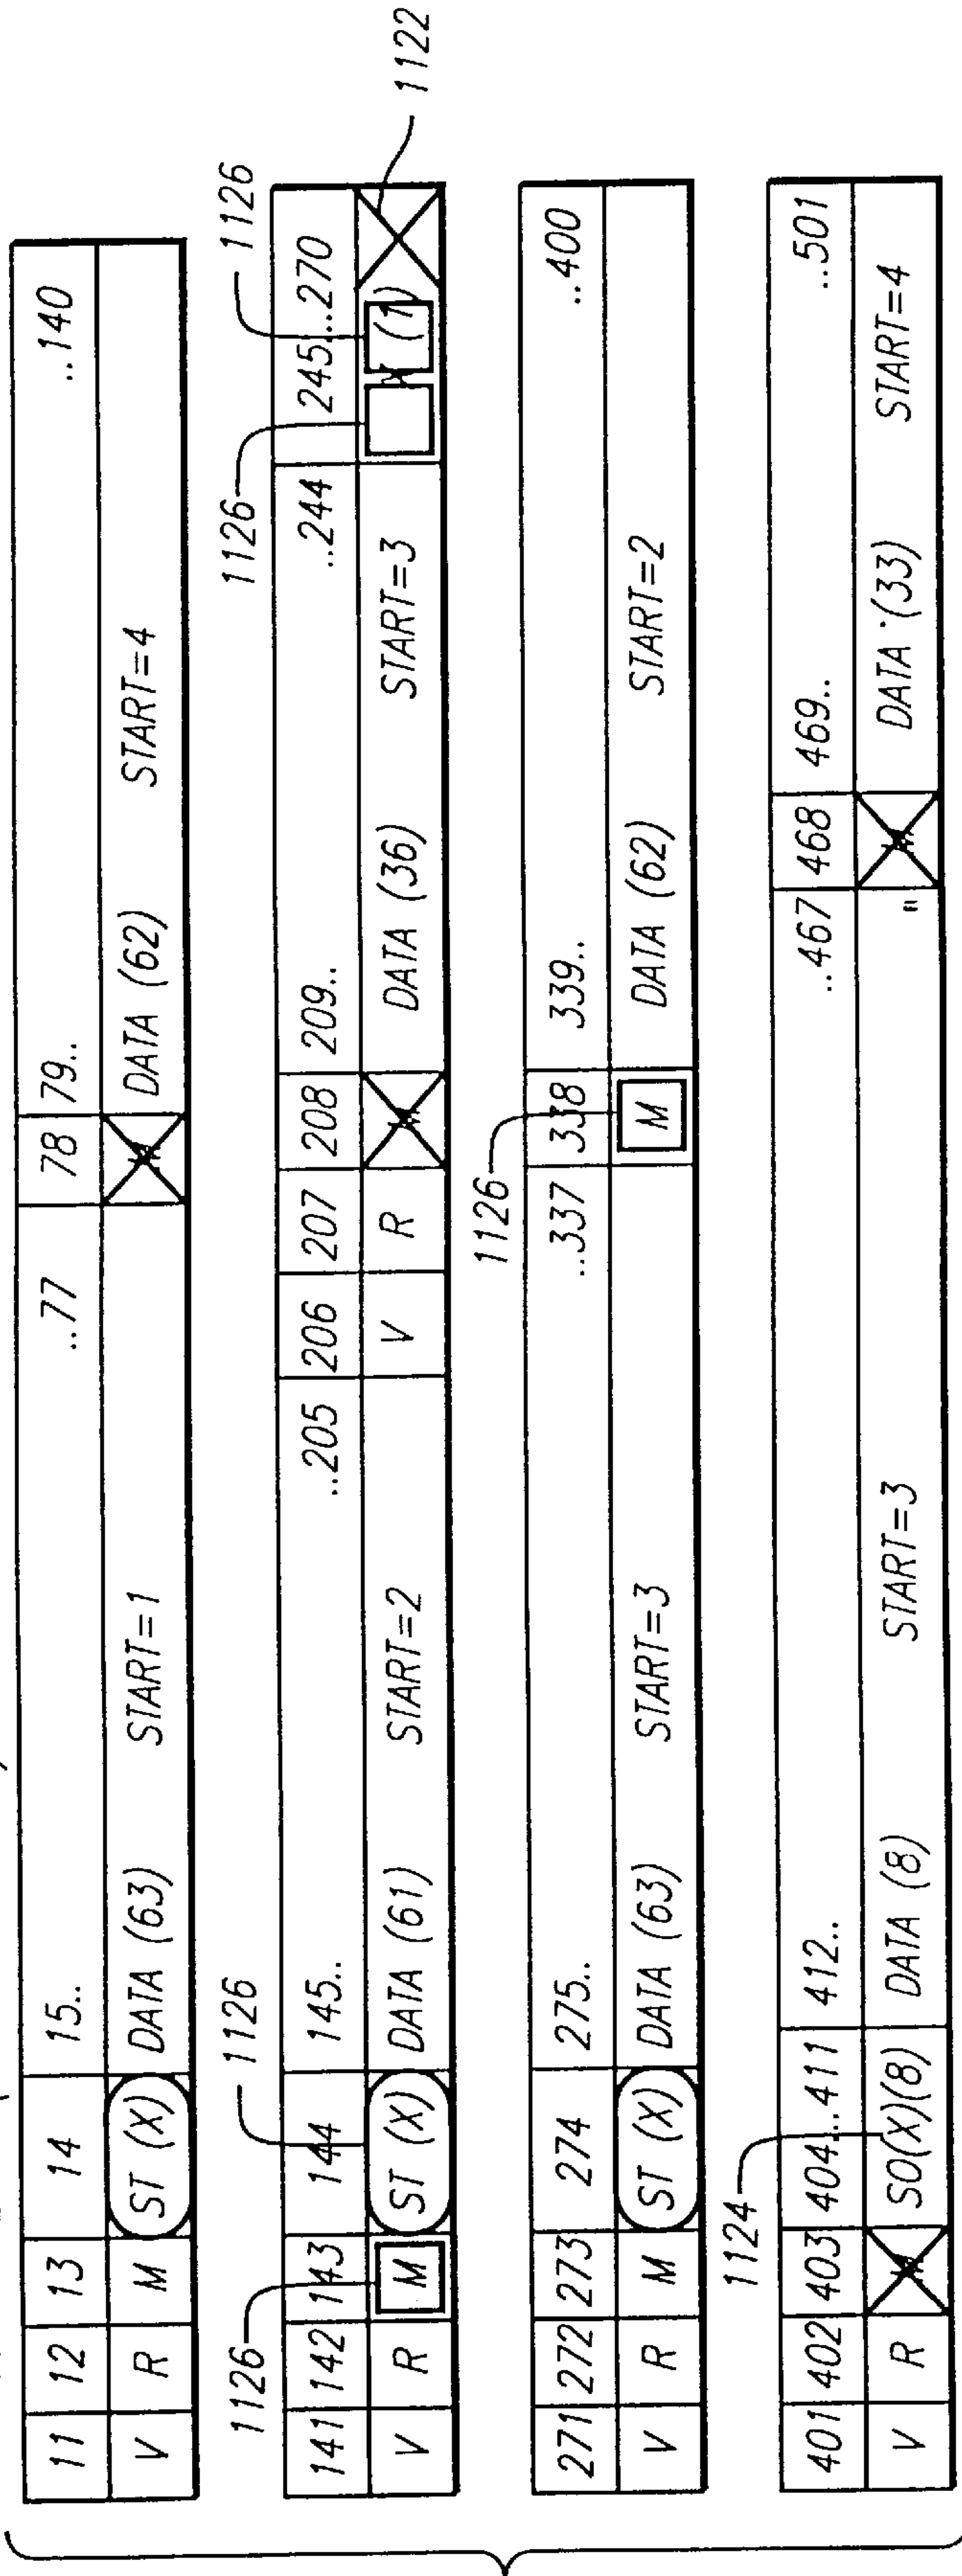 11 12 13 14 15.. ..77 78 79.. ..140
V R M ST (X) DATA (63) START=1 DATA (62) START=4
1126 1126 1126 1126 1122
141 142 143 144 145.. ..205 206 207 208 209.. ..244 245...270
V R M ST (X) DATA (61) START=2 V R DATA (36) START=3 (1)
1126
271 272 273 274 275.. ..337 338 339.. ..400
V R M ST (X) DATA (63) START=3 M DATA (62) START=2
1124
401 402 403 404...411 412.. ..467 468 469.. ..501
V R SO(X)(8) DATA (8) START=3 " DATA (33) START=4